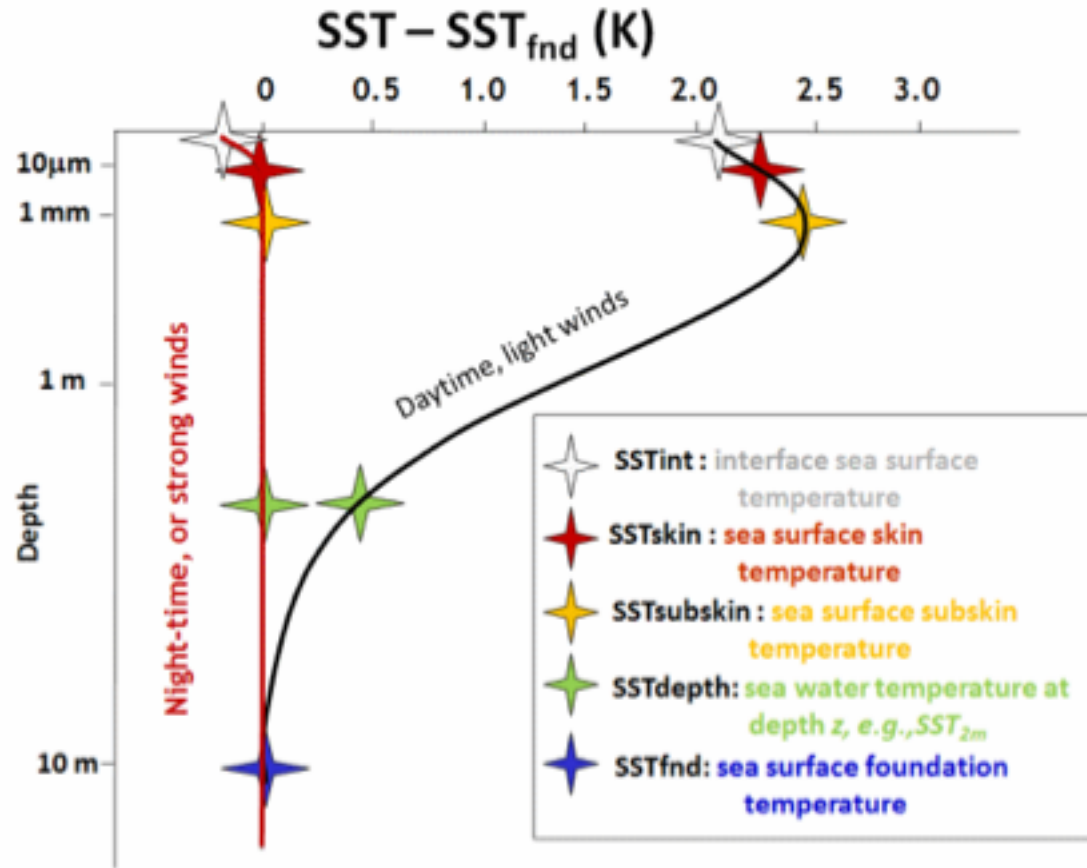 SST – SSTfnd (K)
0 0.5 1.0 1.5 2.0 2.5 3.0
10µm
1 mm
1 m
10 m
Depth
Night-time, or strong winds
Daytime, light winds
SSTint : interface sea surface
temperature
SSTskin : sea surface skin
temperature
SSTsubskin : sea surface subskin
temperature
SSTdepth: sea water temperature at
depth z, e.g.,SST2m
SSTfnd: sea surface foundation
temperature